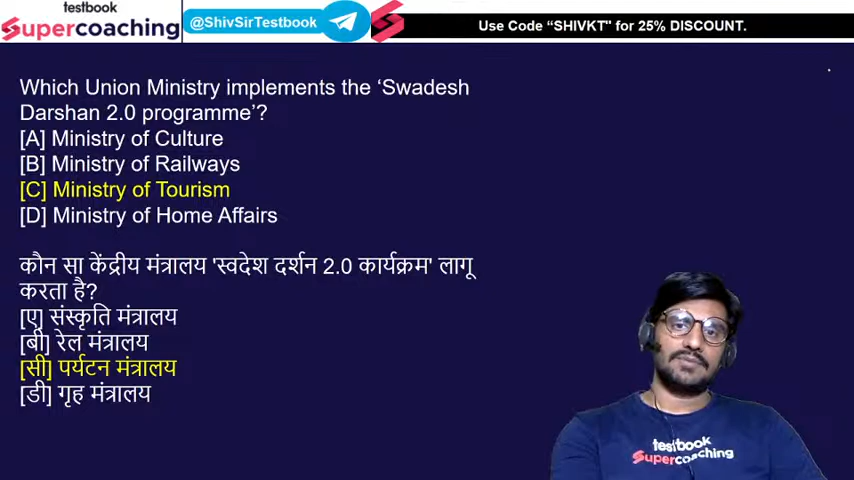 testbook
Supercoaching
@ShivSirTestbook
Use Code “SHIVKT" for 25% DISCOUNT.
Which Union Ministry implements the ‘Swadesh
Darshan 2.0 programme’?
[A] Ministry of Culture
[B] Ministry of Railways
[C] Ministry of Tourism
[D] Ministry of Home Affairs
कौन सा केंद्रीय मंत्रालय 'स्वदेश दर्शन 2.0 कार्यक्रम' लागू
करता है?
[ए] संस्कृति मंत्रालय
[बी] रेल मंत्रालय
[सी] पर्यटन मंत्रालय
[डी] गृह मंत्रालय
testbook
Supercoaching